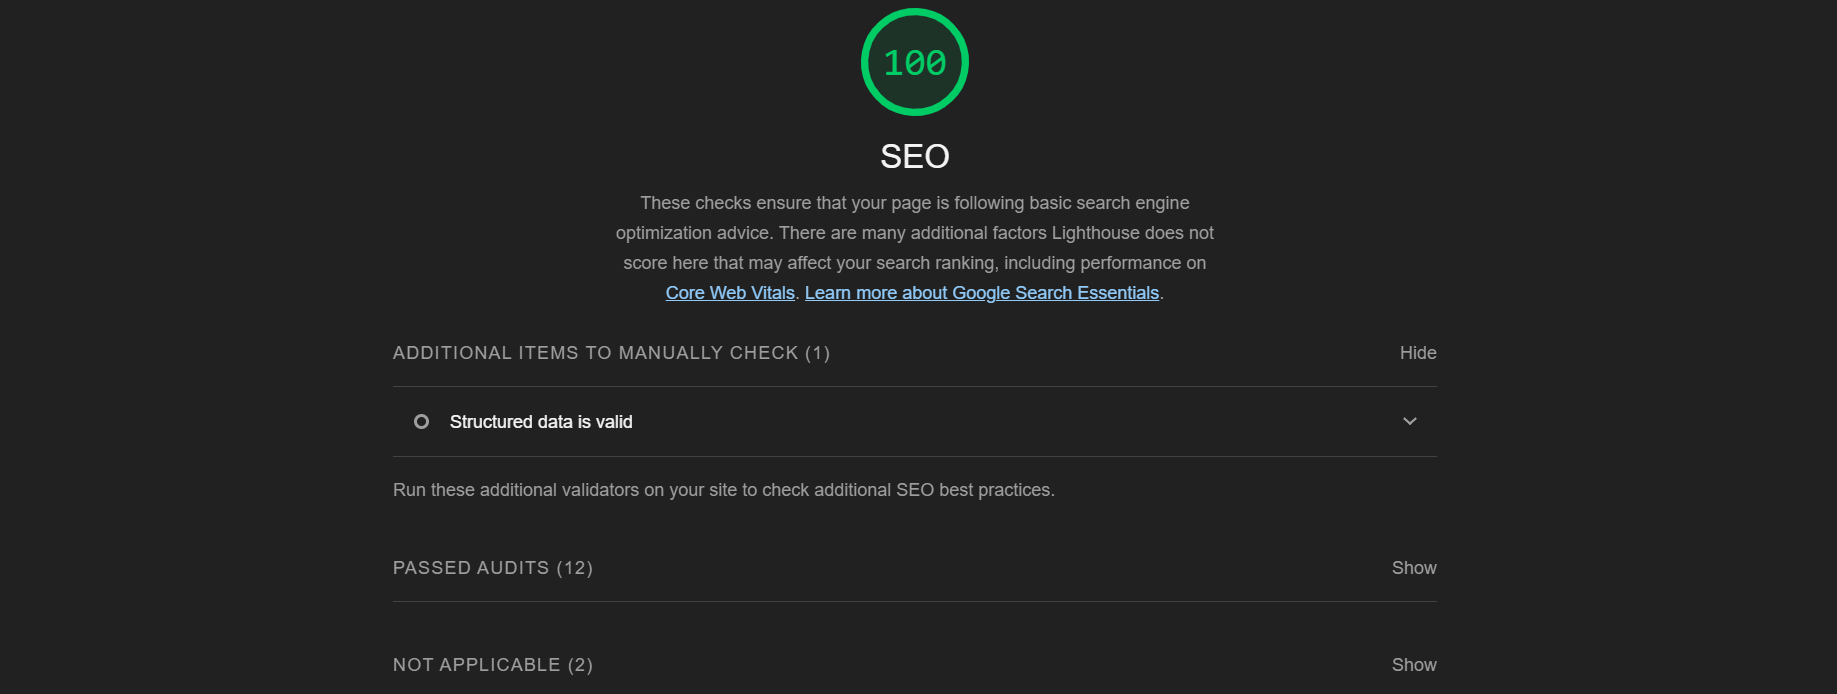 100
SEO
These checks ensure that your page is following basic search engine
optimization advice. There are many additional factors Lighthouse does not
score here that may affect your search ranking, including performance on
Core Web Vitals. Learn more about Google Search Essentials.
ADDITIONAL ITEMS TO MANUALLY CHECK (1) Hide
Structured data is valid
Run these additional validators on your site to check additional SEO best practices.
PASSED AUDITS (12) Show
NOT APPLICABLE (2) Show